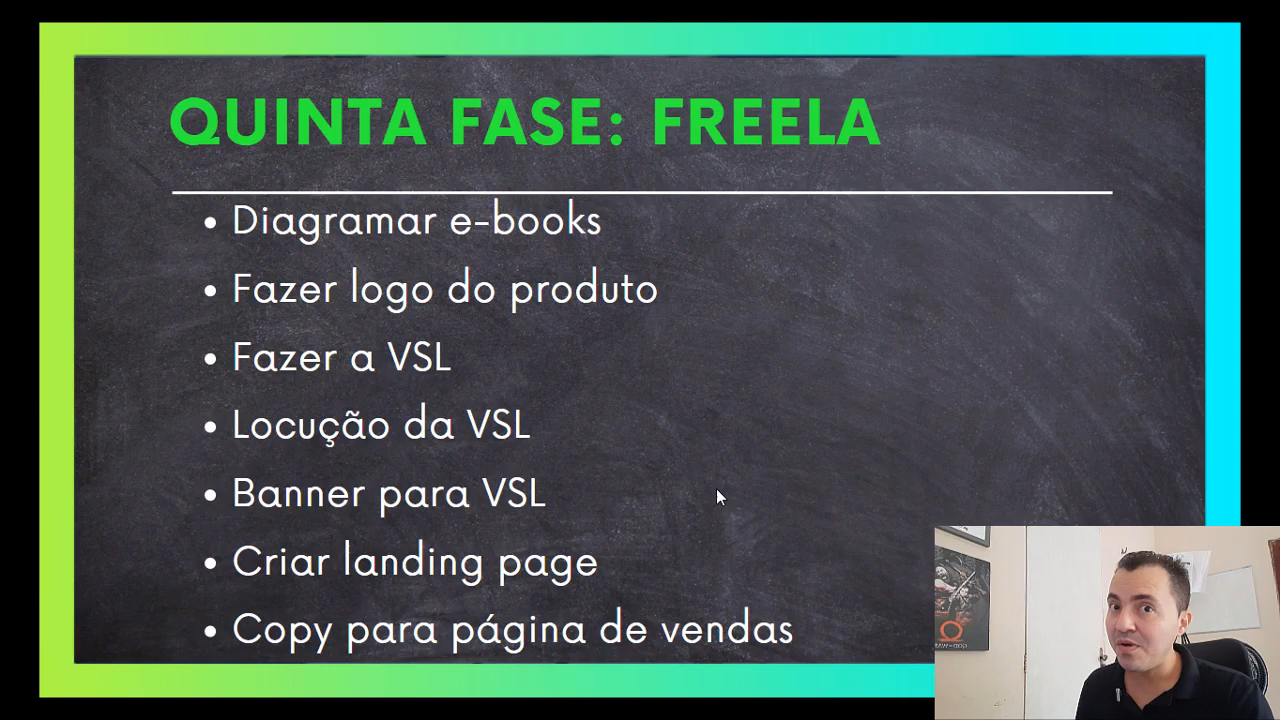 QUINTA FASE: FREELA
Diagramar e-books
Fazer logo do produto
Fazer a VSL
Locução da VSL
Banner para VSL
Criar landing page
Copy para página de vendas